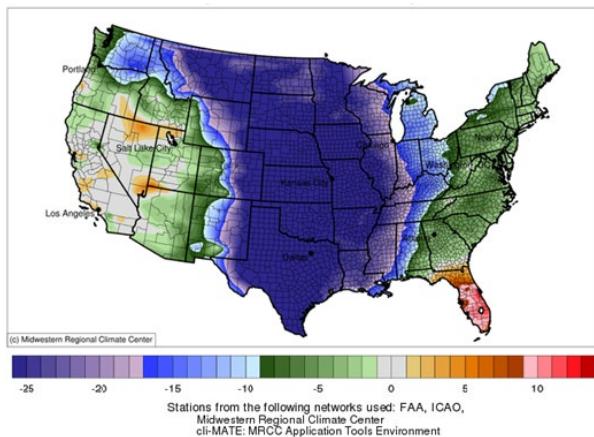 Portland
Salt Lake City
Chicago
New York
Kansas City
Los Angeles
Dallas
(c) Midwestern Regional Climate Center
-25 -20 -15 -10 -5 0 5 10
Stations from the following networks used: FAA, ICAO,
Midwestern Regional Climate Center
cli-MATE: MRCC Application Tools Environment